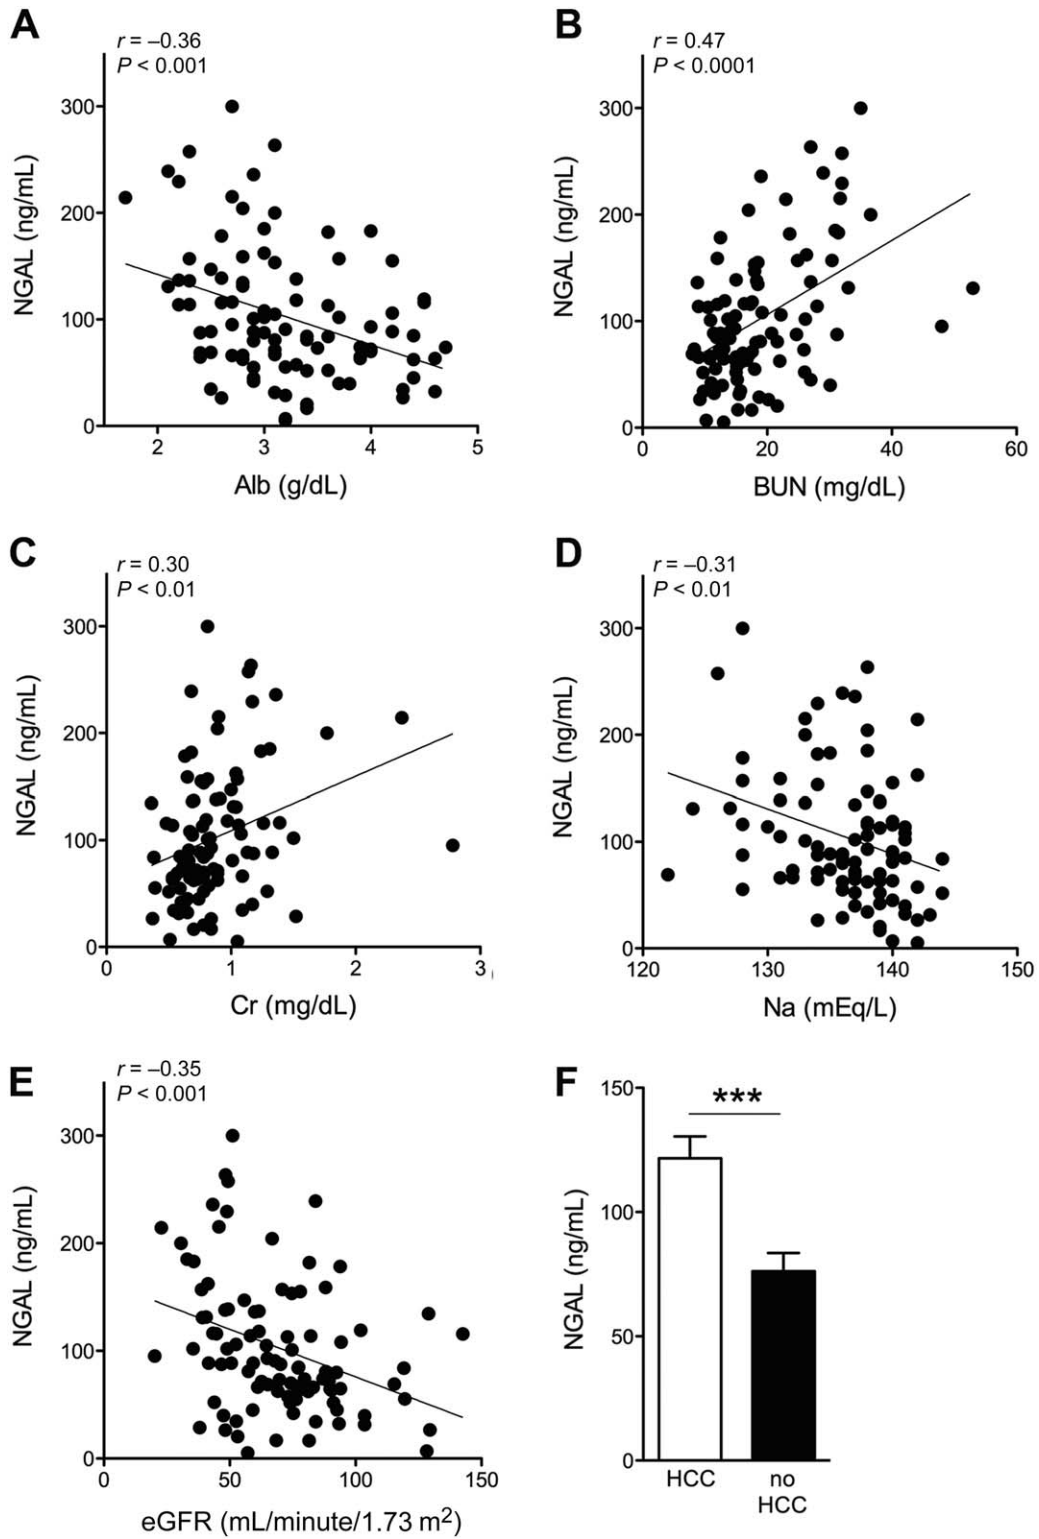 A
r = –0.36
P < 0.001
300
200
100
0
NGAL (ng/mL)
2 3 4 5
Alb (g/dL)
B
r = 0.47
P < 0.0001
300
200
100
0
NGAL (ng/mL)
0 20 40 60
BUN (mg/dL)
C
r = 0.30
P < 0.01
300
200
100
0
NGAL (ng/mL)
0 1 2 3
Cr (mg/dL)
D
r = –0.31
P < 0.01
300
200
100
0
NGAL (ng/mL)
120 130 140 150
Na (mEq/L)
E
r = –0.35
P < 0.001
300
200
100
0
NGAL (ng/mL)
0 50 100 150
eGFR (mL/minute/1.73 m²)
F
150
100
50
0
NGAL (ng/mL)
***
HCC no
HCC